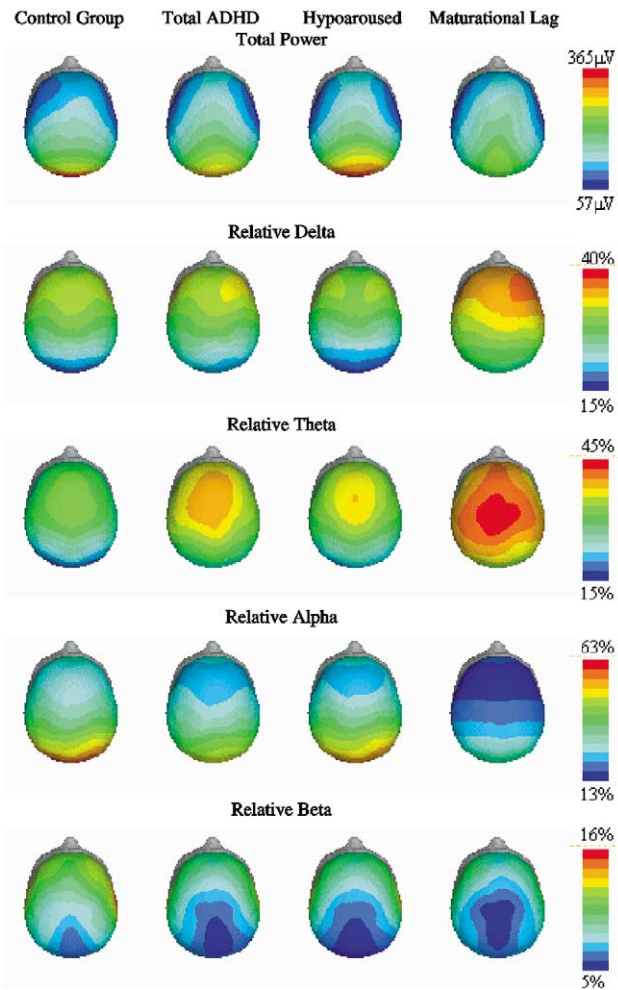 Control Group Total ADHD Hypoaroused Maturational Lag
Total Power
365µV
57µV
Relative Delta
40%
15%
Relative Theta
45%
15%
Relative Alpha
63%
13%
Relative Beta
16%
5%